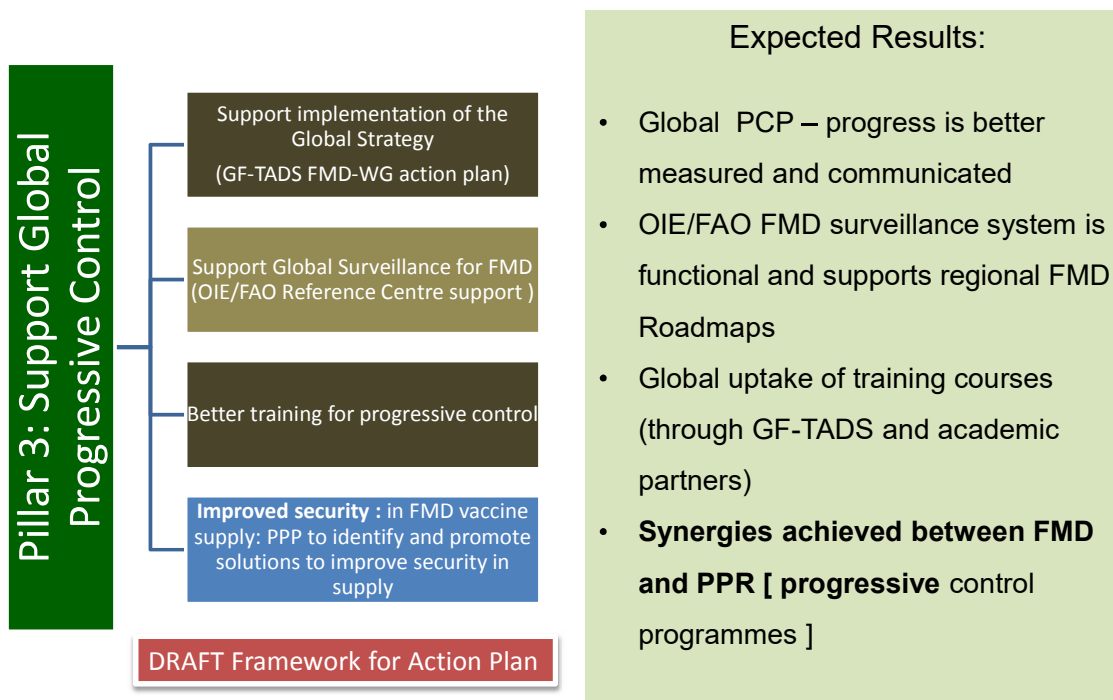 Pillar 3: Support Global
Progressive Control
Support implementation of the
Global Strategy
(GF-TADS FMD-WG action plan)
Support Global Surveillance for FMD
(OIE/FAO Reference Centre support )
Better training for progressive control
Improved security : in FMD vaccine
supply: PPP to identify and promote
solutions to improve security in
supply
DRAFT Framework for Action Plan
Expected Results:
• Global PCP – progress is better
measured and communicated
• OIE/FAO FMD surveillance system is
functional and supports regional FMD
Roadmaps
• Global uptake of training courses
(through GF-TADS and academic
partners)
• Synergies achieved between FMD
and PPR [ progressive control
programmes ]